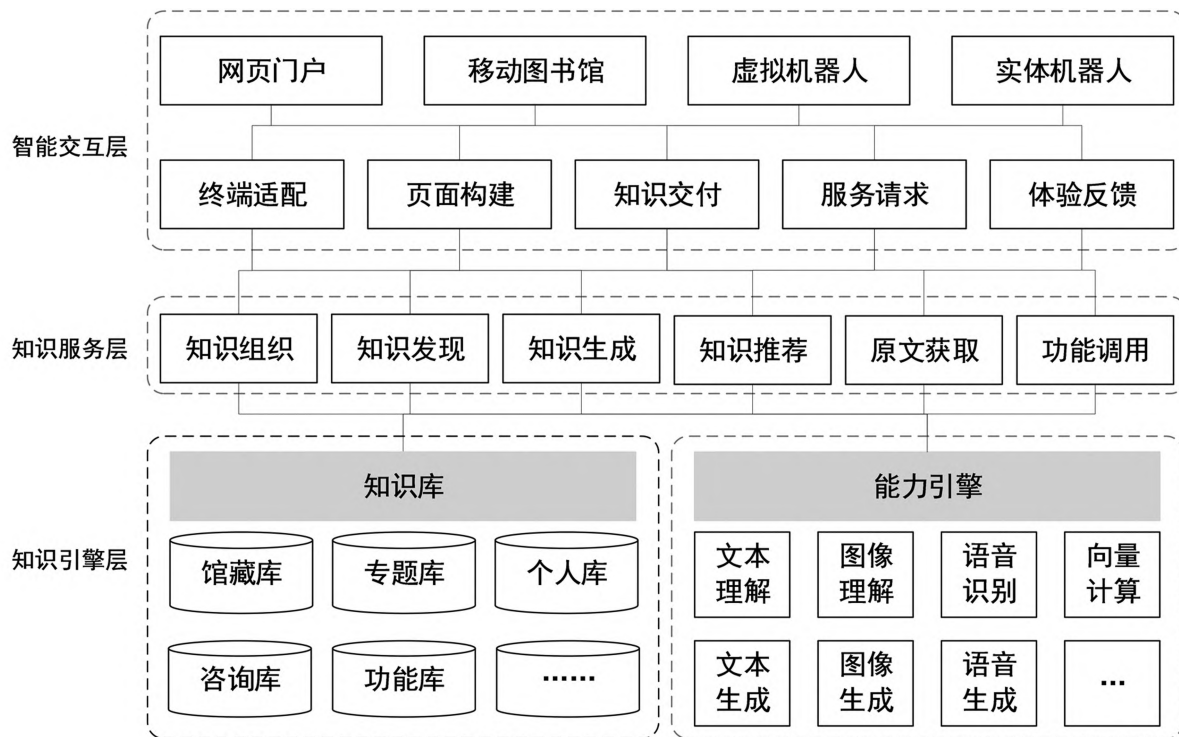 网页门户
移动图书馆
虚拟机器人
实体机器人
智能交互层
终端适配
页面构建
知识交付
服务请求
体验反馈
知识服务层
知识组织
知识发现
知识生成
知识推荐
原文获取
功能调用
知识引擎层
知识库
馆藏库
专题库
个人库
咨询库
功能库
……
能力引擎
文本
理解
图像
理解
语音
识别
向量
计算
文本
生成
图像
生成
语音
生成
...